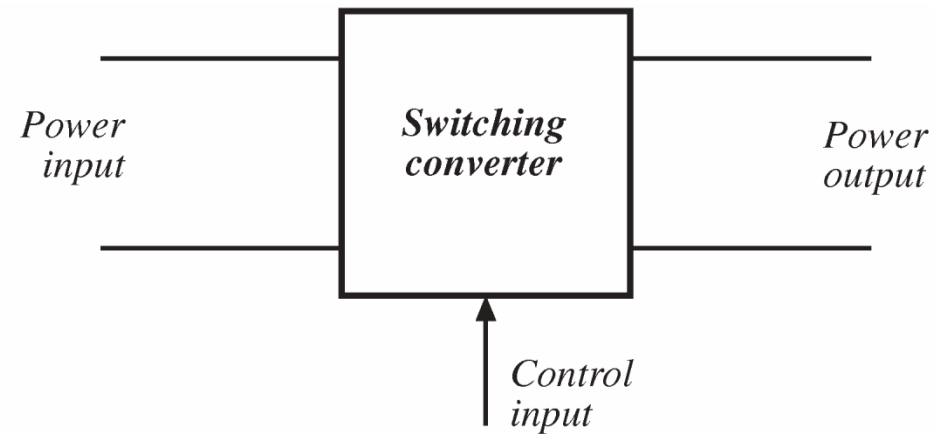 Power
input
Switching
converter
Power
output
Control
input